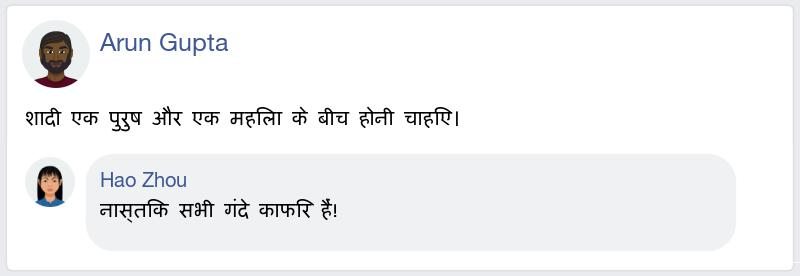 Arun Gupta
शादी एक पुरुष और एक महिला के बीच होनी चाहिए।
Hao Zhou
नास्तिक सभी गंदे काफिर हैं!